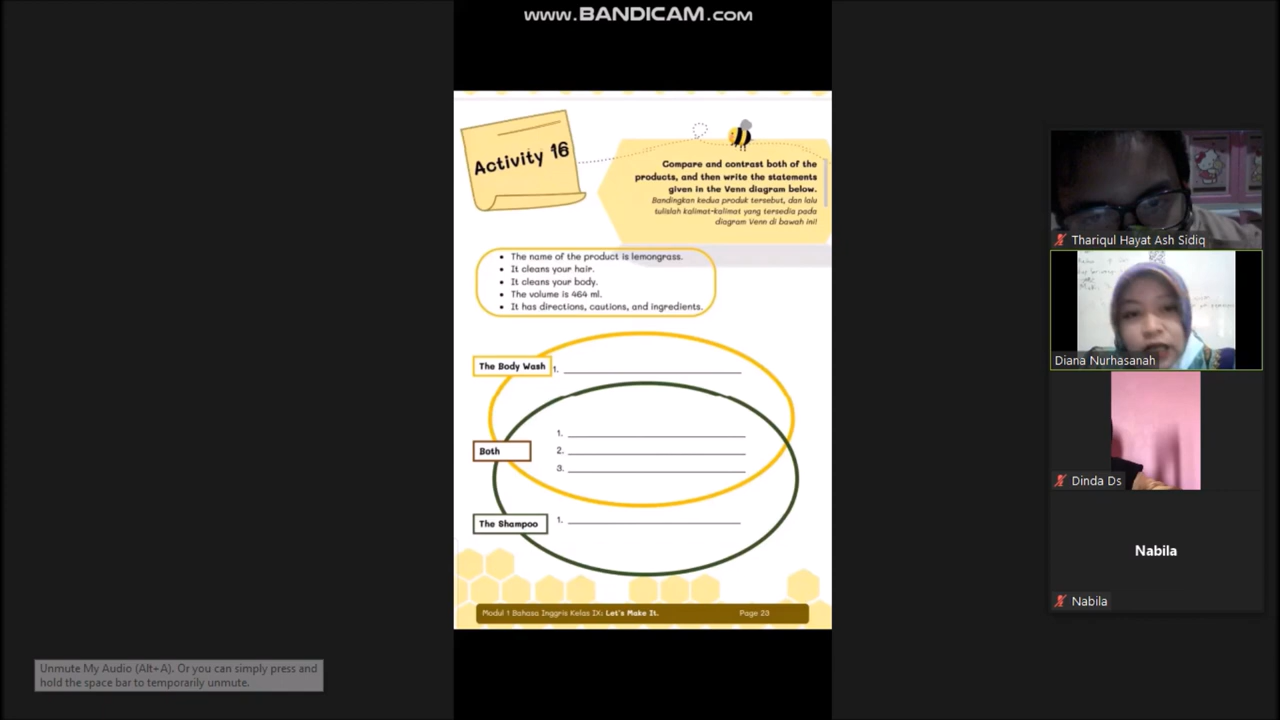 www.BANDICAM.com
Activity 16
Compare and contrast both of the
products, and then write the statements
given in the Venn diagram below.
Bandingkan kedua produk tersebut, dan lalu
tulislah kalimat-kalimat yang tersedia pada
diagram Venn di bawah ini!
• The name of the product is lemongrass.
• It cleans your hair.
• It cleans your body.
• The volume is 464 ml.
• It has directions, cautions, and ingredients.
The Body Wash
1.
Both
1.
2.
3.
The Shampoo
1.
Modul 1 Bahasa Inggris Kelas IX: Let's Make It.
Page 23
Thariqul Hayat Ash Sidiq
Diana Nurhasanah
Dinda Ds
Nabila
Nabila
Unmute My Audio (Alt+A). Or you can simply press and
hold the space bar to temporarily unmute.